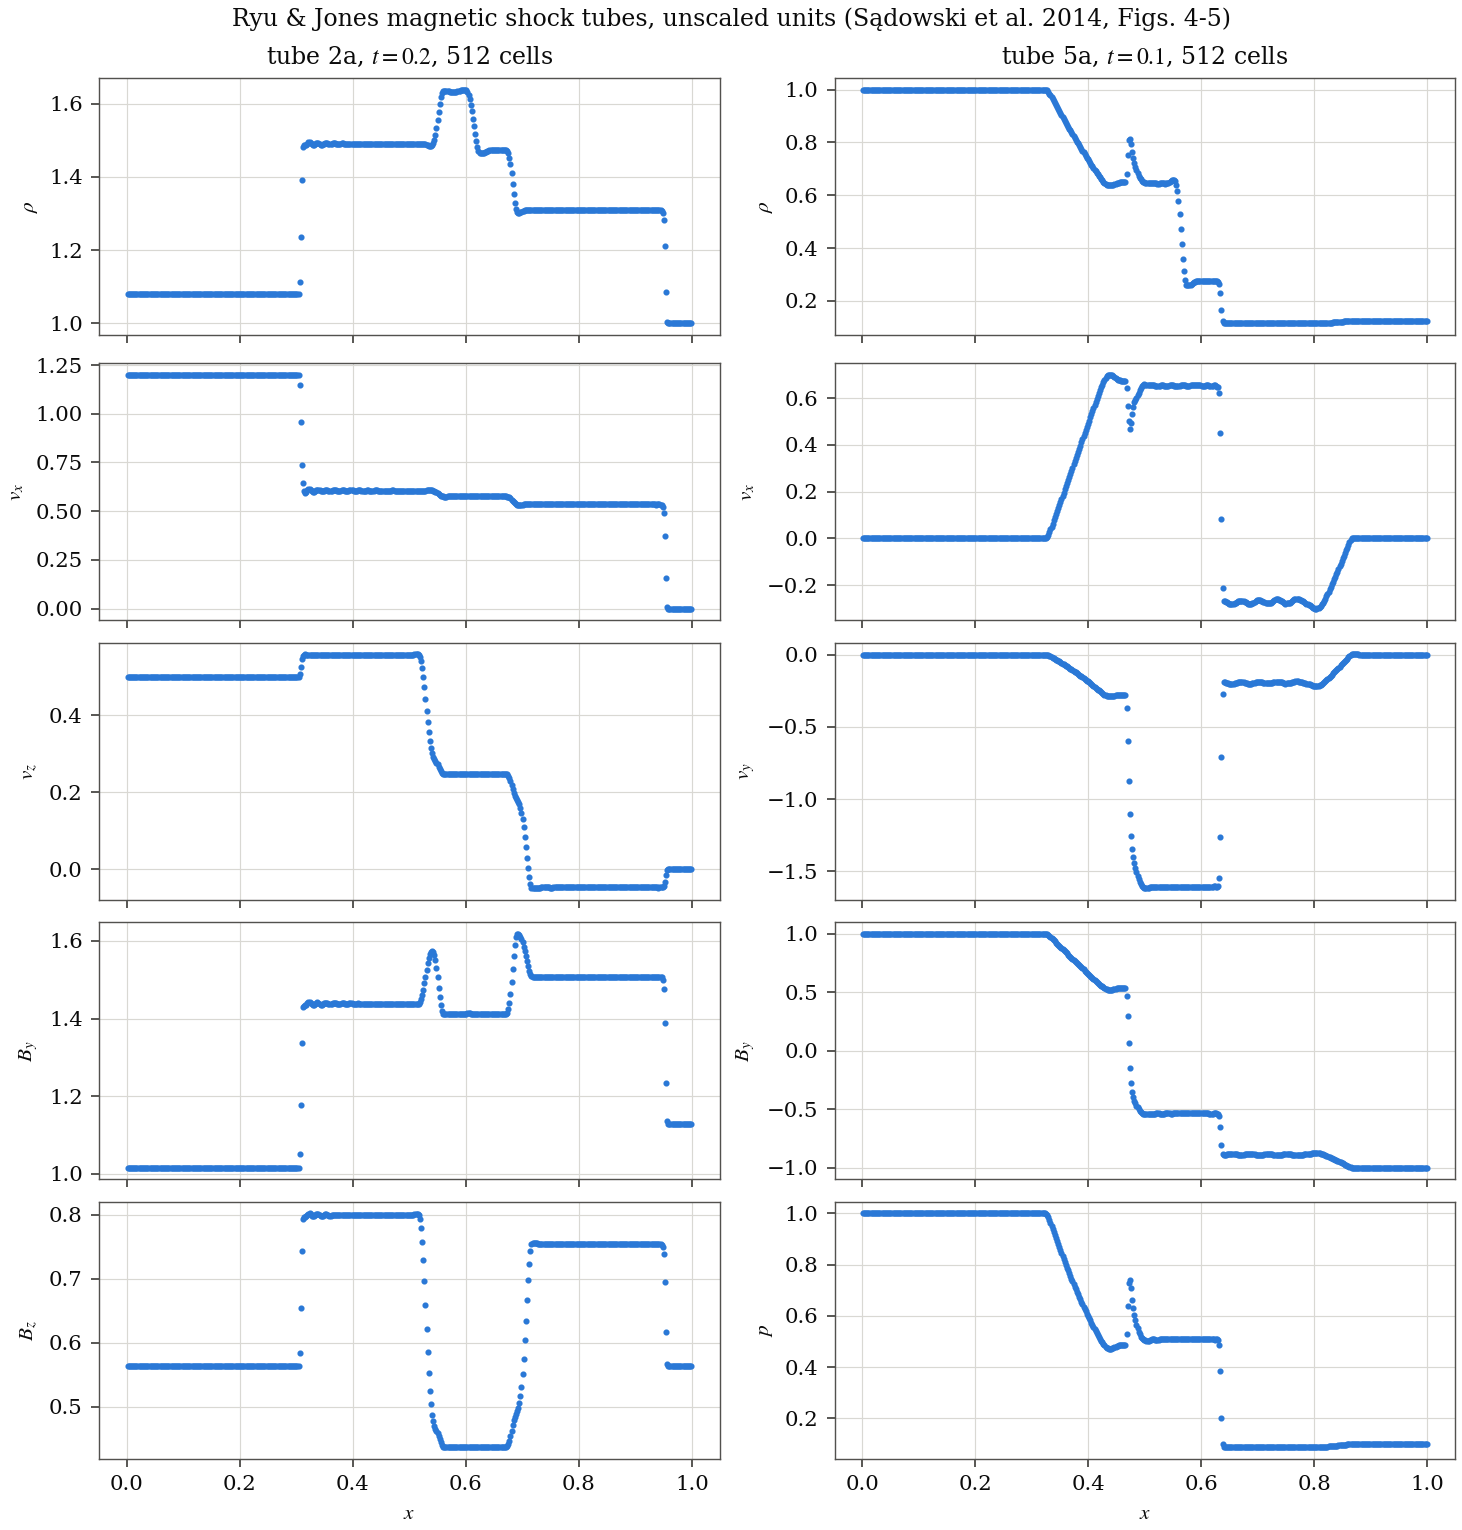 Ryu & Jones magnetic shock tubes, unscaled units (Sądowski et al. 2014, Figs. 4-5)
tube 2a, t = 0.2, 512 cells
1.6
1.4
1.2
1.0
ρ
tube 5a, t = 0.1, 512 cells
1.0
0.8
0.6
0.4
0.2
ρ
1.25
1.00
0.75
0.50
0.25
0.00
vx
0.6
0.4
0.2
0.0
−0.2
vx
0.4
0.2
0.0
vz
0.0
−0.5
−1.0
−1.5
vy
1.6
1.4
1.2
1.0
By
1.0
0.5
0.0
−0.5
−1.0
By
0.8
0.7
0.6
0.5
Bz
0.0 0.2 0.4 0.6 0.8 1.0
x
1.0
0.8
0.6
0.4
0.2
p
0.0 0.2 0.4 0.6 0.8 1.0
x